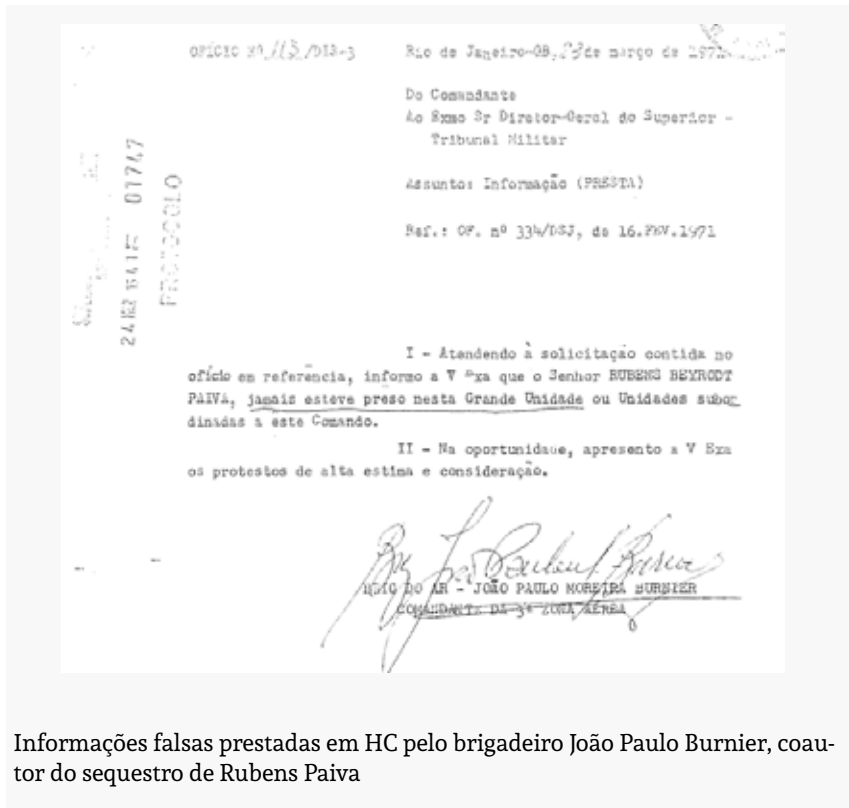 OFÍCIO Nº 113/DIS-3 Rio de Janeiro-GB, 23 de março de 1971
Do Comandante
Ao Exmo Sr Diretor-Geral do Superior -
Tribunal Militar
Assunto: Informação (PRESTA)
Ref.: OF. nº 334/DSJ, de 16.FEV.1971
01747
PROTOCOLO
I - Atendendo à solicitação contida no
ofício em referência, informo a V Exa que o Senhor RUBENS BEYRODT
PAIVA, jamais esteve preso nesta Grande Unidade ou Unidades subor
dinadas a este Comando.
II - Na oportunidade, apresento a V Exa
os protestos de alta estima e consideração.
BRIG DO AR - JOÃO PAULO MOREIRA BURNIER
COMANDANTE DA 3ª ZONA AÉREA
Informações falsas prestadas em HC pelo brigadeiro João Paulo Burnier, coau-
tor do sequestro de Rubens Paiva